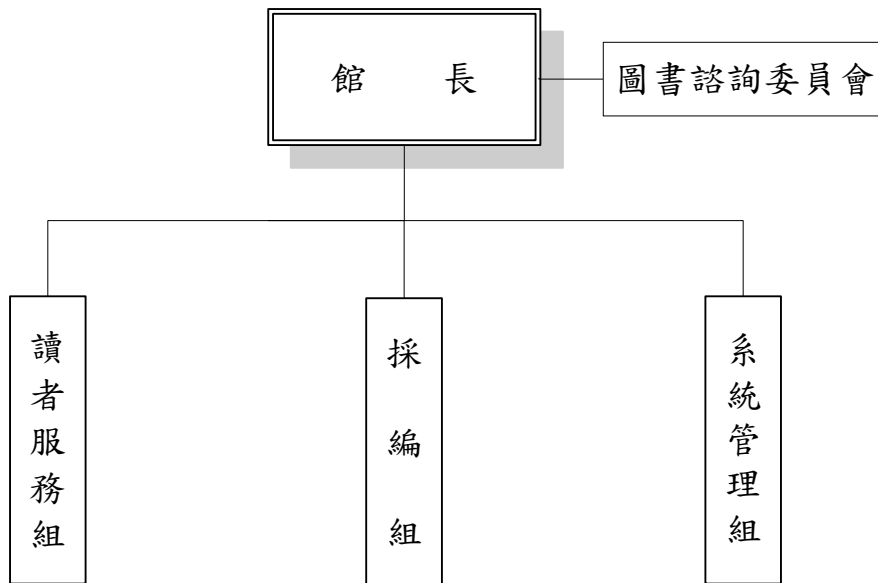 館 長
圖書諮詢委員會
讀者服務組
採編組
系統管理組